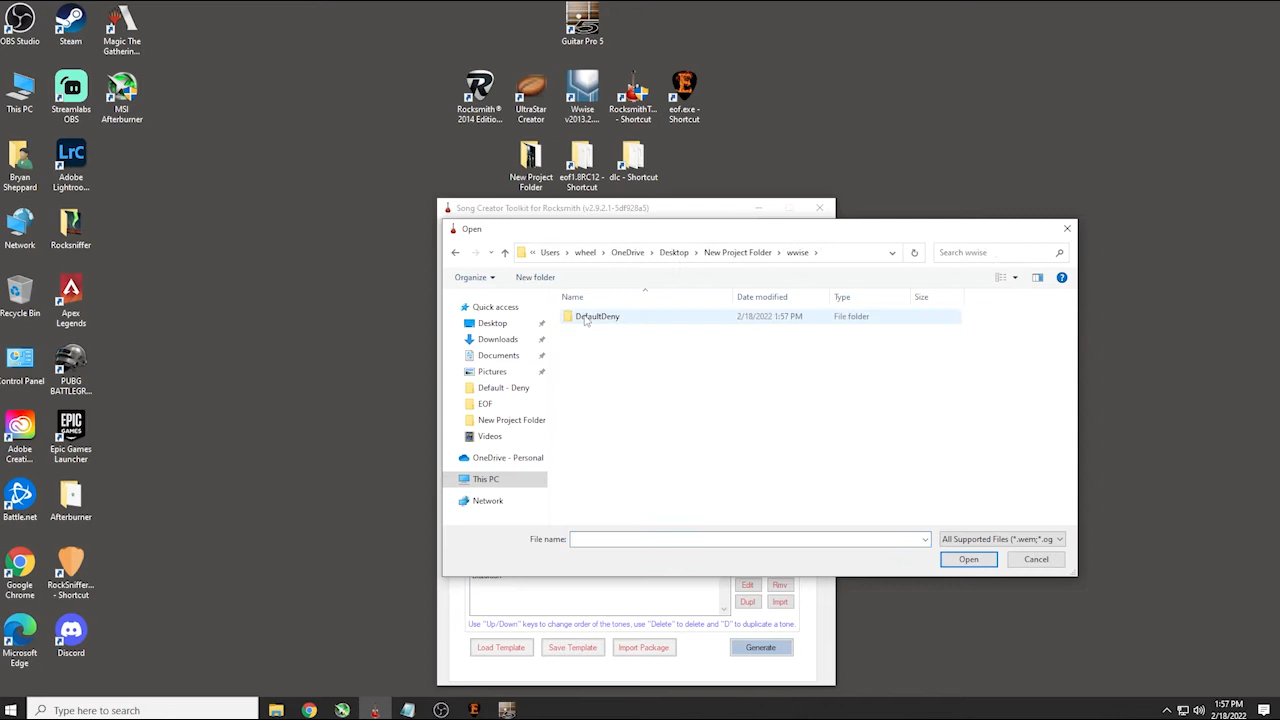 OBS Studio
Steam
Magic The
Gatherin...
Guitar Pro 5
This PC
Streamlabs
OBS
MSI
Afterburner
Rocksmith®
2014 Editio...
UltraStar
Creator
Wwise
v2013.2....
RocksmithT...
- Shortcut
eof.exe -
Shortcut
Bryan
Sheppard
Adobe
Lightroo...
New Project
Folder
eof1.8RC12 -
Shortcut
dlc - Shortcut
Network
Rocksniffer
Recycle Bin
Apex
Legends
Control Panel
PUBG
BATTLEGR...
Adobe
Creati...
Epic Games
Launcher
Battle.net
Afterburner
Google
Chrome
RockSniffer...
- Shortcut
Microsoft
Edge
Discord
Song Creator Toolkit for Rocksmith (v2.9.2.1-5df928a5)
Open
« Users > wheel > OneDrive > Desktop > New Project Folder > wwise >
Search wwise
Organize
New folder
Name
Date modified
Type
Size
DefaultDeny
2/18/2022 1:57 PM
File folder
Quick access
Desktop
Downloads
Documents
Pictures
Default - Deny
EOF
New Project Folder
Videos
OneDrive - Personal
This PC
Network
File name:
All Supported Files (*.wem;*.og
Open
Cancel
Edit
Rmv
Dupl
Imprt
Use "Up/Down" keys to change order of the tones, use "Delete" to delete and "D" to duplicate a tone.
Load Template
Save Template
Import Package
Generate
Type here to search
1:57 PM
2/18/2022